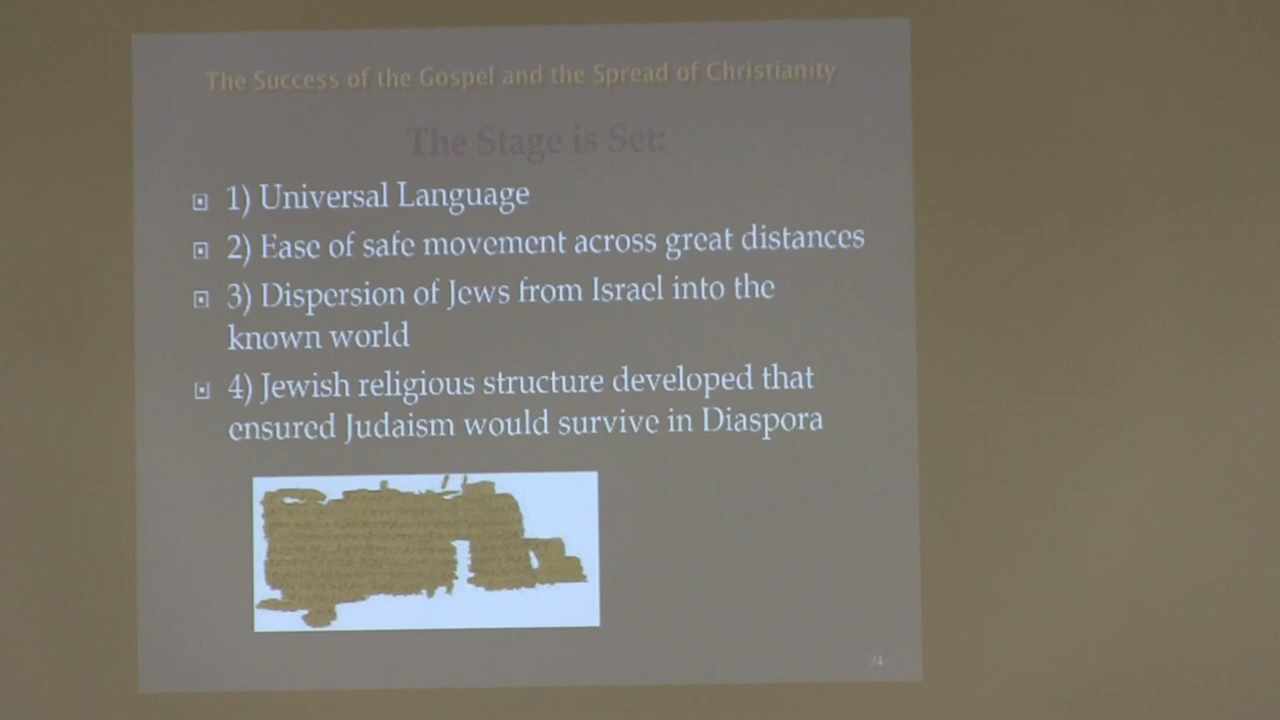 The Success of the Gospel and the Spread of Christianity
The Stage is Set:
1) Universal Language
2) Ease of safe movement across great distances
3) Dispersion of Jews from Israel into the
known world
4) Jewish religious structure developed that
ensured Judaism would survive in Diaspora
24